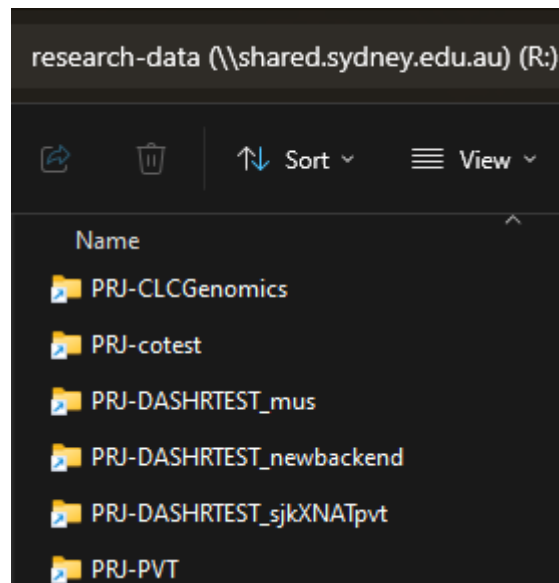 research-data (\\shared.sydney.edu.au) (R:)
Sort View
Name
PRJ-CLCGenomics
PRJ-cotest
PRJ-DASHRTEST_mus
PRJ-DASHRTEST_newbackend
PRJ-DASHRTEST_sjkXNATpvt
PRJ-PVT